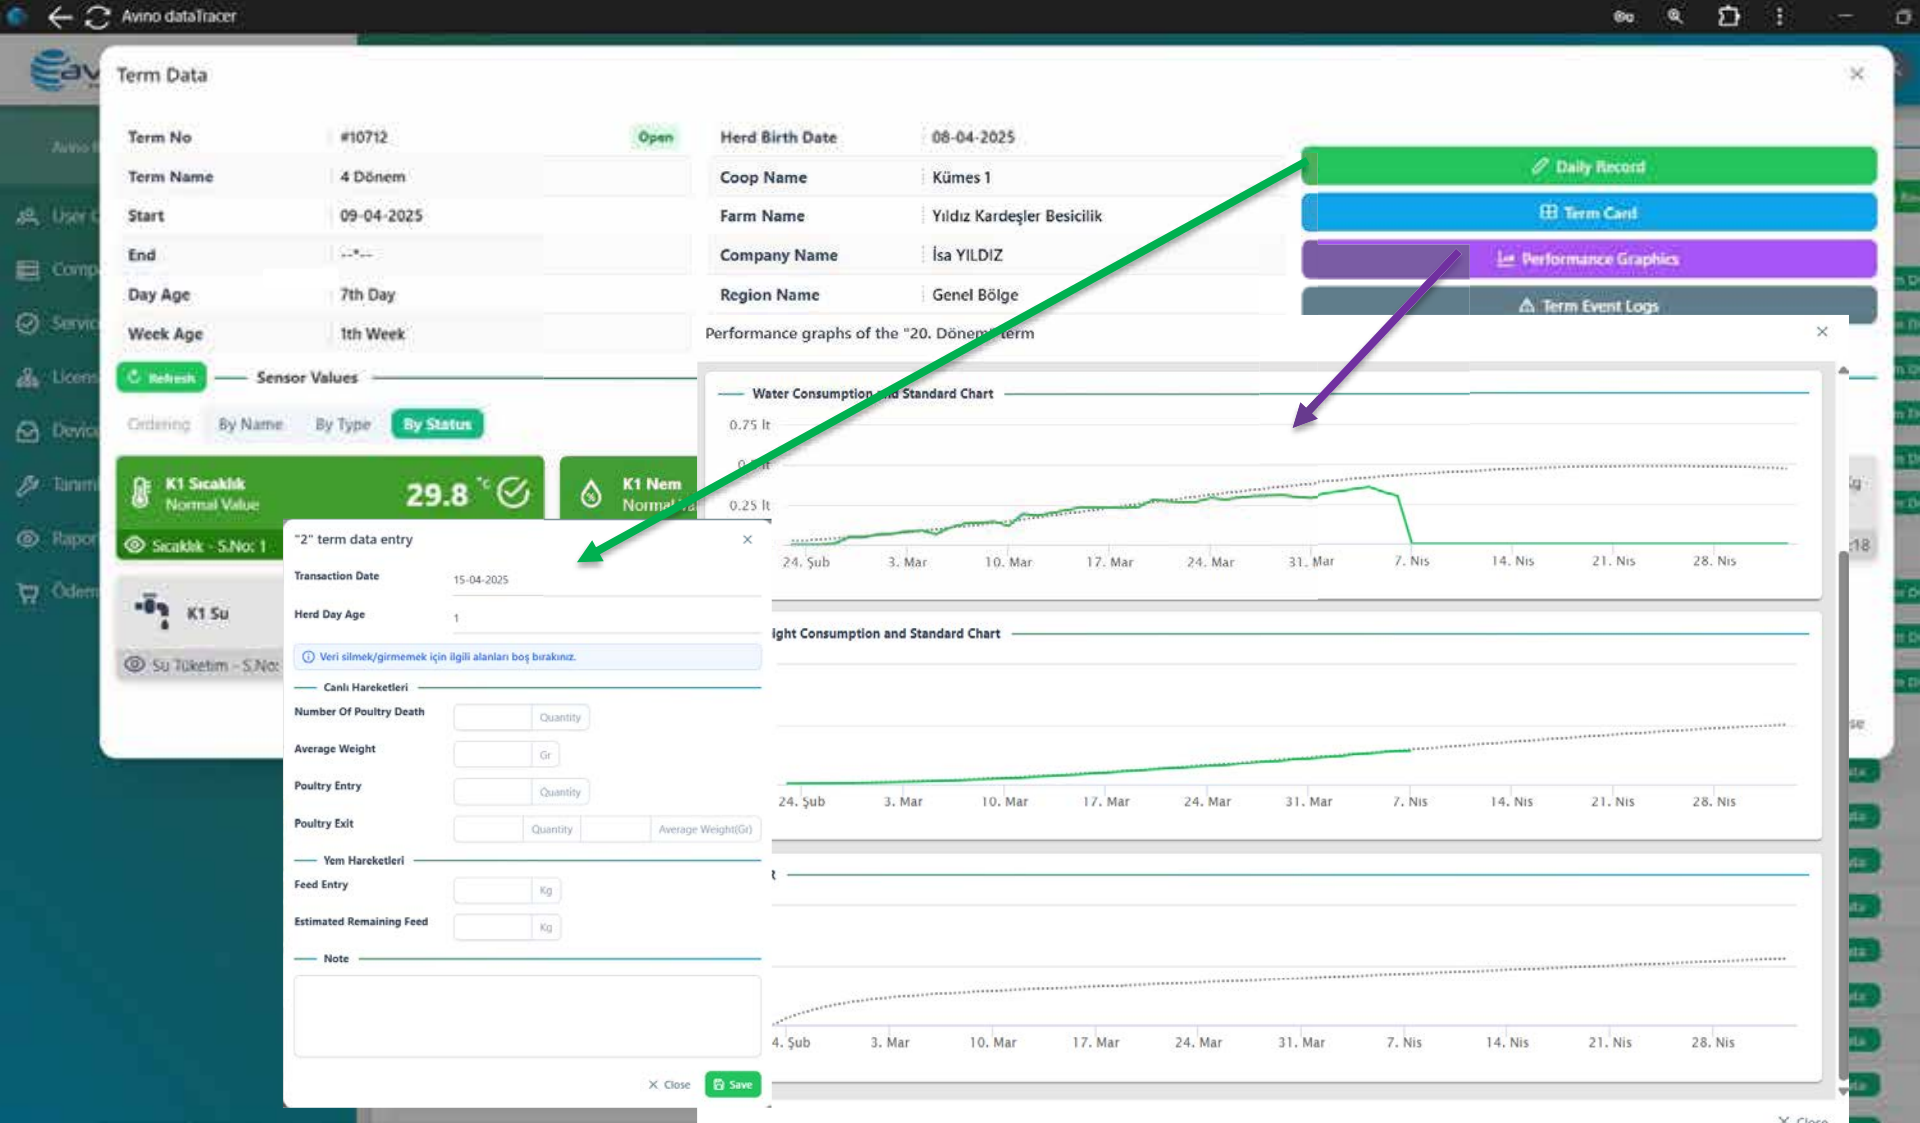 Avino dataTracer
Term Data
Term No #10712 Open
Term Name 4 Dönem
Start 09-04-2025
End --*--
Day Age 7th Day
Week Age 1th Week
Herd Birth Date 08-04-2025
Coop Name Kümes 1
Farm Name Yıldız Kardeşler Besicilik
Company Name İsa YILDIZ
Region Name Genel Bölge
Daily Record
Term Card
Performance Graphics
Term Event Logs
Refresh Sensor Values
Ordering By Name By Type By Status
K1 Sıcaklık
Normal Value
29.8 °C
Sıcaklık - S.No: 1
K1 Nem
K1 Su
Su Tüketim - S.No:
Performance graphs of the "20. Dönem" term
Water Consumption and Standard Chart
0.75 lt
0.25 lt
24. Şub 3. Mar 10. Mar 17. Mar 24. Mar 31. Mar 7. Nis 14. Nis 21. Nis 28. Nis
ight Consumption and Standard Chart
24. Şub 3. Mar 10. Mar 17. Mar 24. Mar 31. Mar 7. Nis 14. Nis 21. Nis 28. Nis
4. Şub 3. Mar 10. Mar 17. Mar 24. Mar 31. Mar 7. Nis 14. Nis 21. Nis 28. Nis
Close
"2" term data entry
Transaction Date 15-04-2025
Herd Day Age 1
Veri silmek/girmemek için ilgili alanları boş bırakınız.
Canlı Hareketleri
Number Of Poultry Death Quantity
Average Weight Gr
Poultry Entry Quantity
Poultry Exit Quantity Average Weight(Gr)
Yem Hareketleri
Feed Entry Kg
Estimated Remaining Feed Kg
Note
Close Save